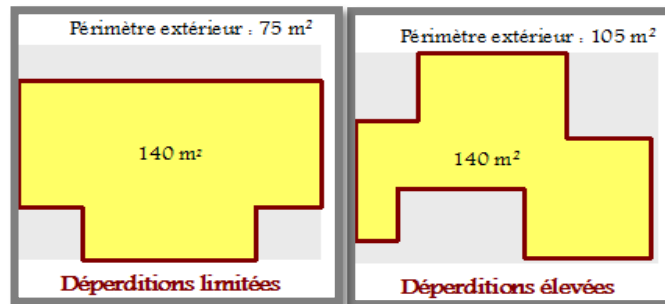 Périmètre extérieur : 75 m²
140 m²
Déperditions limitées
Périmètre extérieur : 105 m²
140 m²
Déperditions élevées